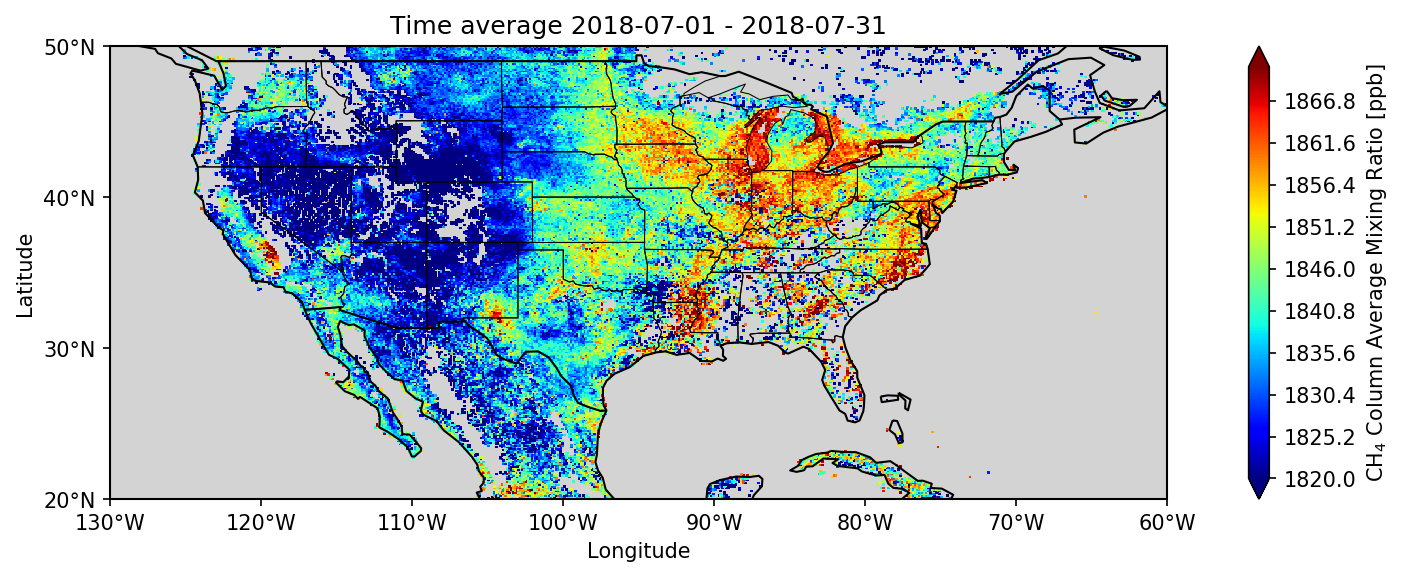 Time average 2018-07-01 - 2018-07-31
50°N
40°N
30°N
20°N
Latitude
130°W 120°W 110°W 100°W 90°W 80°W 70°W 60°W
Longitude
1866.8
1861.6
1856.4
1851.2
1846.0
1840.8
1835.6
1830.4
1825.2
1820.0
CH₄ Column Average Mixing Ratio [ppb]